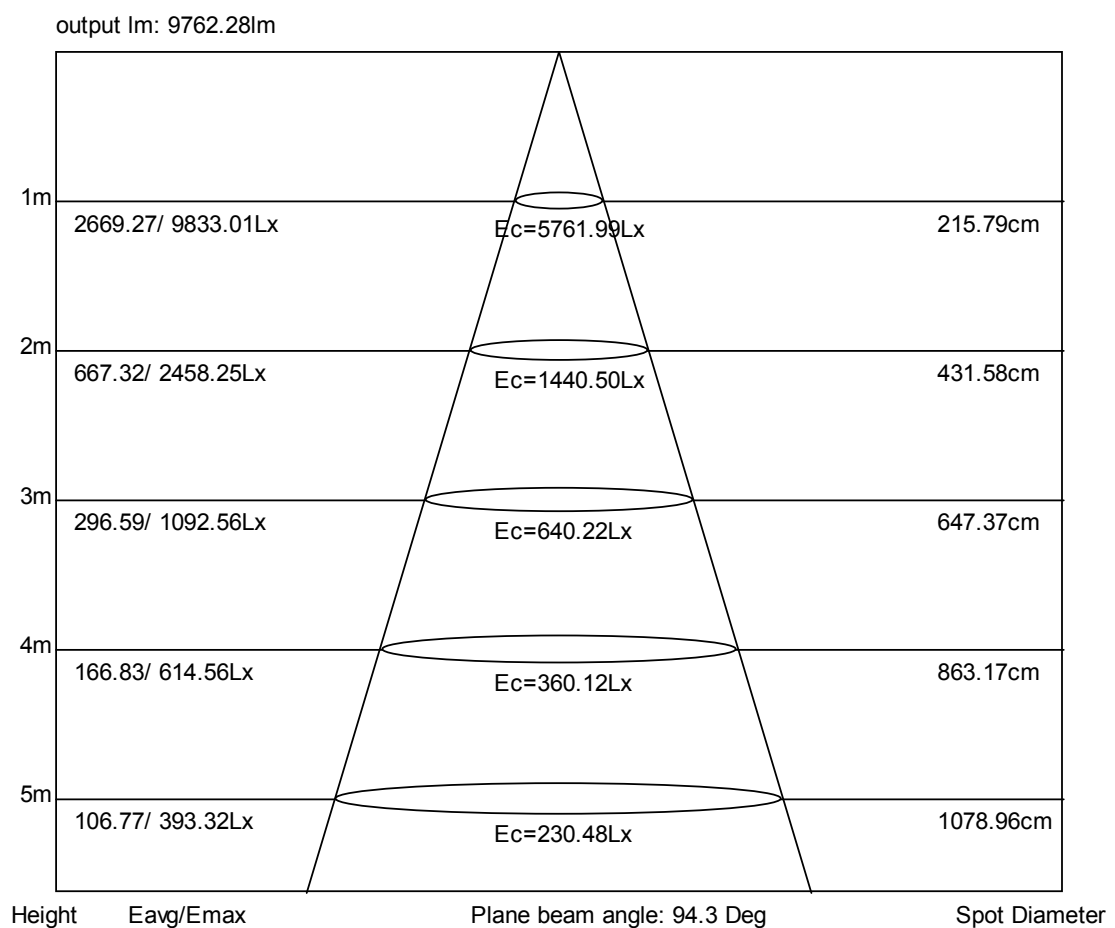 output lm: 9762.28lm
1m
2669.27/ 9833.01Lx
Ec=5761.99Lx
215.79cm
2m
667.32/ 2458.25Lx
Ec=1440.50Lx
431.58cm
3m
296.59/ 1092.56Lx
Ec=640.22Lx
647.37cm
4m
166.83/ 614.56Lx
Ec=360.12Lx
863.17cm
5m
106.77/ 393.32Lx
Ec=230.48Lx
1078.96cm
Height Eavg/Emax Plane beam angle: 94.3 Deg Spot Diameter